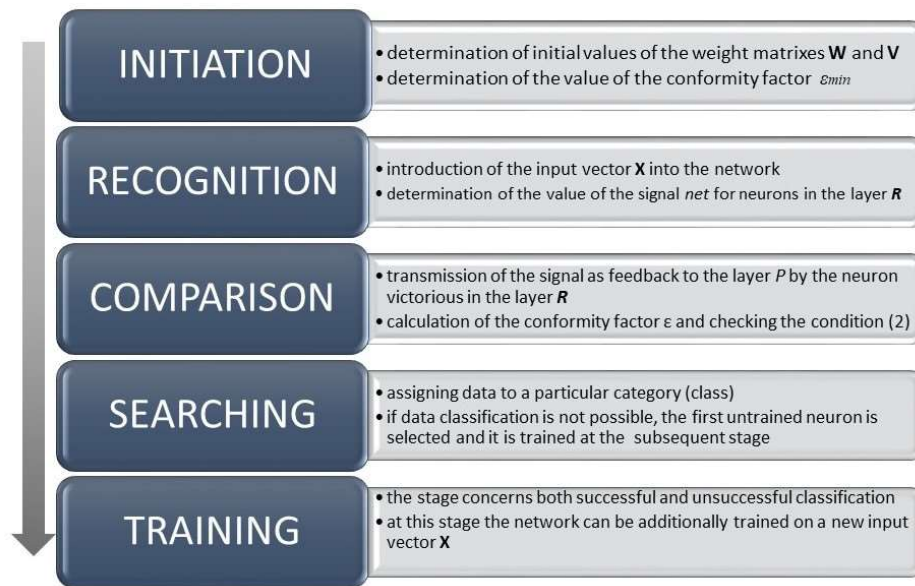 INITIATION
• determination of initial values of the weight matrixes W and V
• determination of the value of the conformity factor εmin
RECOGNITION
• introduction of the input vector X into the network
• determination of the value of the signal net for neurons in the layer R
COMPARISON
• transmission of the signal as feedback to the layer P by the neuron
victorious in the layer R
• calculation of the conformity factor ε and checking the condition (2)
SEARCHING
• assigning data to a particular category (class)
• if data classification is not possible, the first untrained neuron is
selected and it is trained at the subsequent stage
TRAINING
• the stage concerns both successful and unsuccessful classification
• at this stage the network can be additionally trained on a new input
vector X